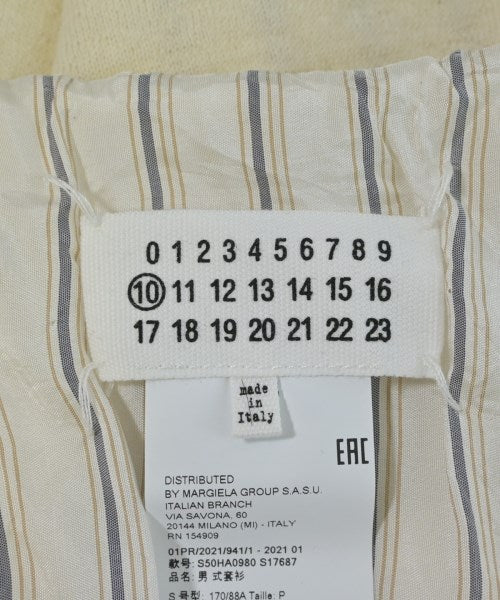 0 1 2 3 4 5 6 7 8 9
10 11 12 13 14 15 16
17 18 19 20 21 22 23
made
in
Italy
EAC
DISTRIBUTED
BY MARGIELA GROUP S.A.S.U.
ITALIAN BRANCH
VIA SAVONA, 60
20144 MILANO (MI) - ITALY
RN 154909
01PR/2021/941/1 - 2021 01
款号: S50HA0980 S17687
品名: 男 式套衫
S 号型: 170/88A Taille: P